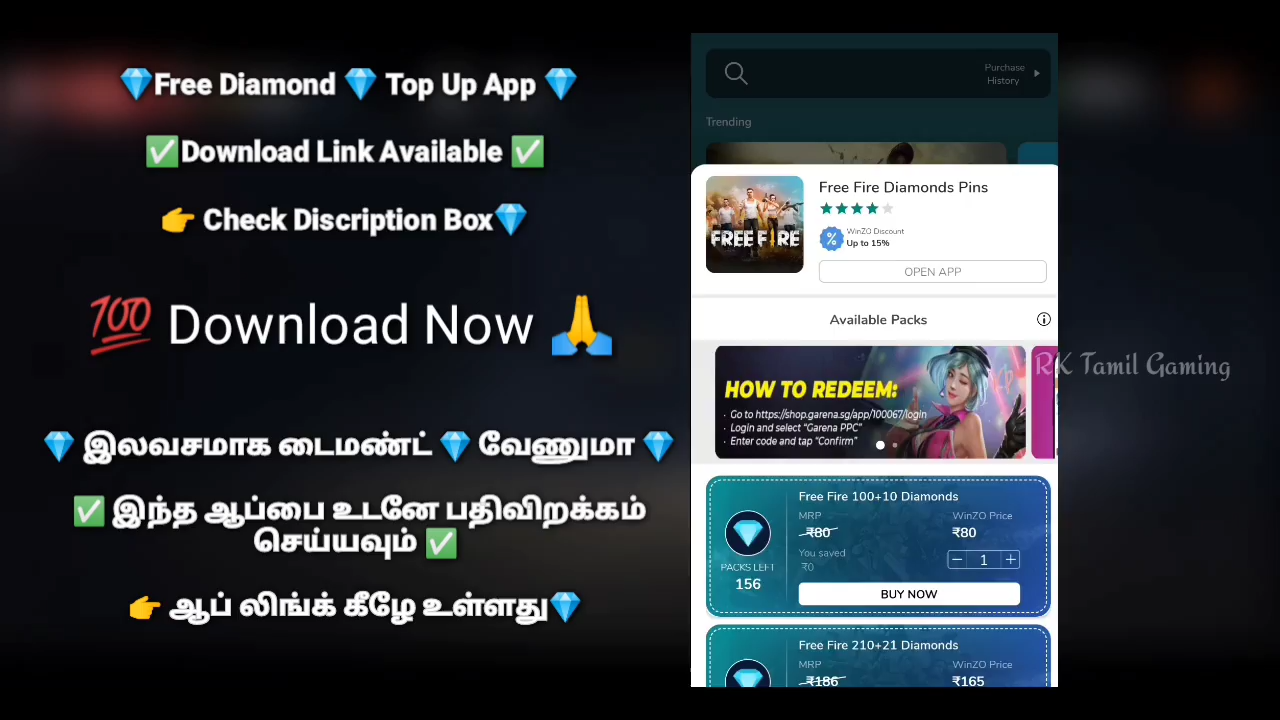 💎Free Diamond 💎 Top Up App 💎
✅Download Link Available ✅
👉 Check Discription Box💎
💯 Download Now 🙏
💎 இலவசமாக டைமண்ட் 💎 வேணுமா 💎
✅ இந்த ஆப்பை உடனே பதிவிறக்கம்
செய்யவும் ✅
👉 ஆப் லிங்க் கீழே உள்ளது💎
Purchase
History
Trending
Free Fire Diamonds Pins
FREE FIRE
WinZO Discount
Up to 15%
OPEN APP
Available Packs
HOW TO REDEEM:
· Go to https://shop.garena.sg/app/100067/login
· Login and select “Garena PPC”
· Enter code and tap “Confirm”
RK Tamil Gaming
Free Fire 100+10 Diamonds
MRP WinZO Price
₹80 ₹80
You saved
₹0
1
PACKS LEFT
156
BUY NOW
Free Fire 210+21 Diamonds
MRP WinZO Price
₹186 ₹165